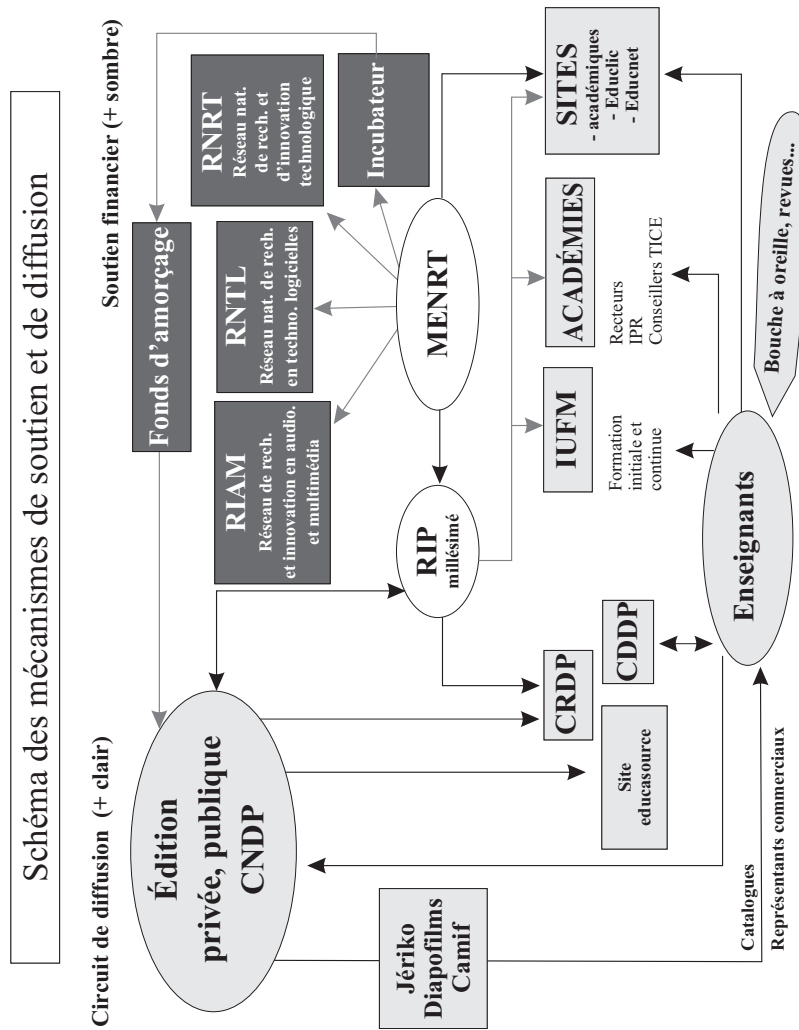 Schéma des mécanismes de soutien et de diffusion
Circuit de diffusion (+ clair)
Soutien financier (+ sombre)
Fonds d'amorçage
Édition
privée, publique
CNDP
RIAM
Réseau de rech.
et innovation en audio.
et multimédia
RNTL
Réseau nat. de rech.
en techno. logicielles
RNRT
Réseau nat.
de rech. et
d'innovation
technologique
Incubateur
RIP
millésimé
MENRT
Jériko
Diapofilms
Camif
Site
educasource
CRDP
CDDP
IUFM
Formation
initiale et
continue
ACADÉMIES
Recteurs
IPR
Conseillers TICE
SITES
- académiques
- Educlic
- Educnet
Enseignants
Bouche à oreille, revues...
Catalogues
Représentants commerciaux